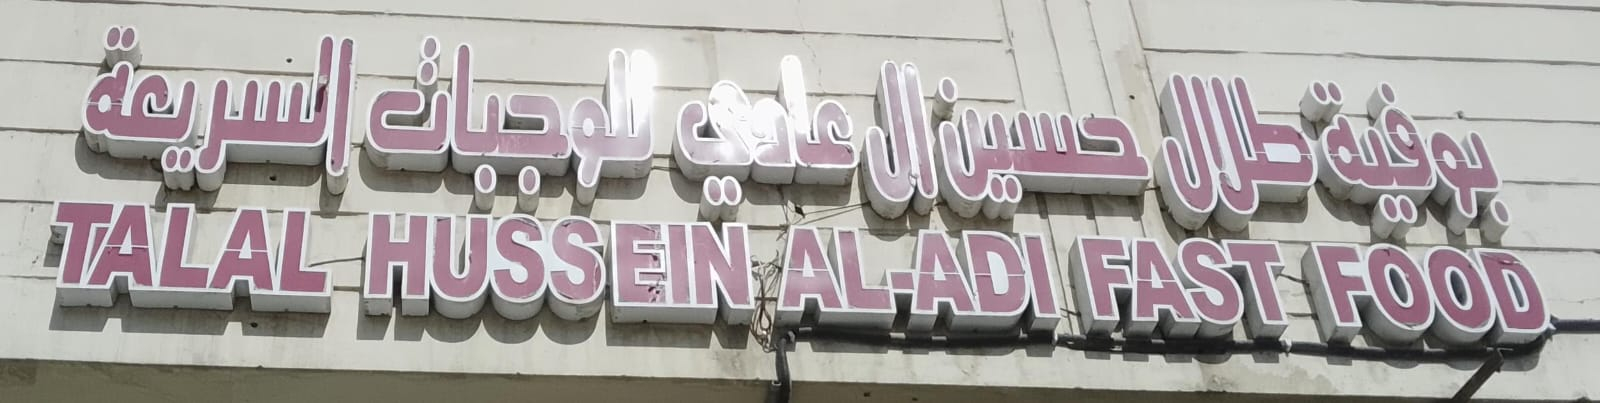 بوفية طلال حسين ال عادي للوجبات السريعة
TALAL HUSSEIN AL-ADI FAST FOOD